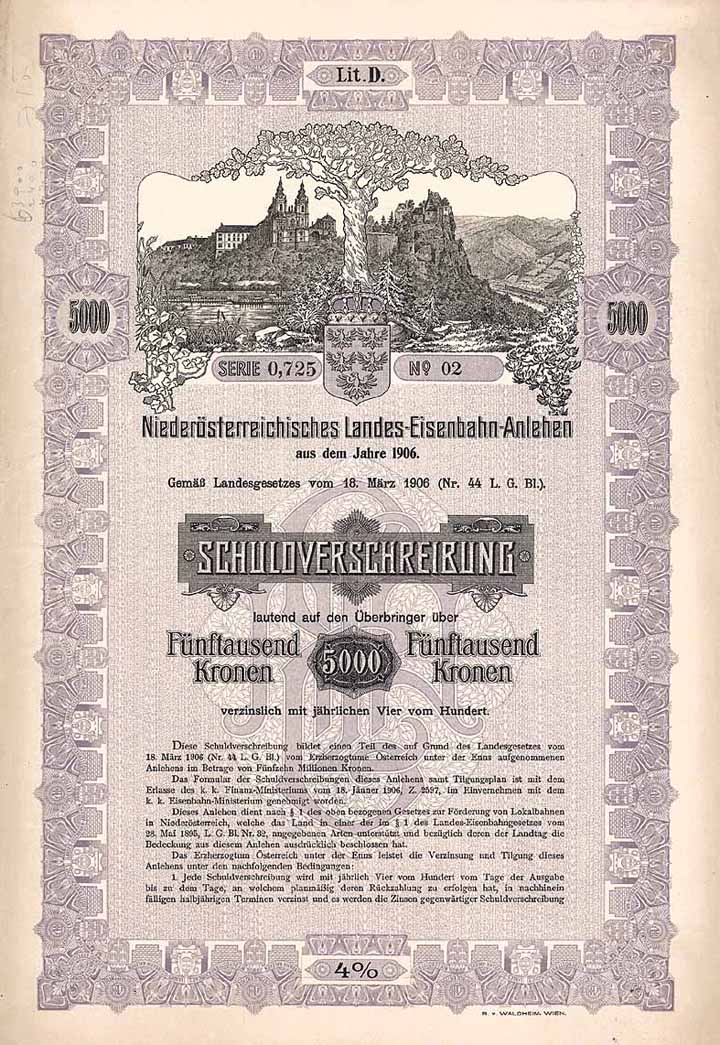 Lit. D.
5000
5000
SERIE 0,725
No 02
Niederösterreichisches Landes-Eisenbahn-Anlehen
aus dem Jahre 1906.
Gemäß Landesgesetzes vom 18. März 1906 (Nr. 44 L. G. Bl.).
SCHULDVERSCHREIBUNG
lautend auf den Überbringer über
Fünftausend Kronen
5000
Fünftausend Kronen
verzinslich mit jährlichen Vier vom Hundert.
Diese Schuldverschreibung bildet einen Teil des auf Grund des Landesgesetzes vom
18. März 1906 (Nr. 44 L. G. Bl.) vom Erzherzogtume Österreich unter der Enns aufgenommenen
Anlehens im Betrage von Fünfzehn Millionen Kronen.
Das Formular der Schuldverschreibungen dieses Anlehens samt Tilgungsplan ist mit dem
Erlasse des k. k. Finanz-Ministeriums vom 18. Jänner 1906, Z. 2597, im Einvernehmen mit dem
k. k. Eisenbahn-Ministerium genehmigt worden.
Dieses Anlehen dient nach § 1 des oben bezogenen Gesetzes zur Förderung von Lokalbahnen
in Niederösterreich, welche das Land in einer der im § 1 des Landes-Eisenbahngesetzes vom
28. Mai 1895, L. G. Bl. Nr. 32, angegebenen Arten unterstützt und bezüglich deren der Landtag die
Bedeckung aus diesem Anlehen ausdrücklich beschlossen hat.
Das Erzherzogtum Österreich unter der Enns leistet die Verzinsung und Tilgung dieses
Anlehens unter den nachfolgenden Bedingungen:
1. Jede Schuldverschreibung wird mit jährlich Vier vom Hundert vom Tage der Ausgabe
bis zu dem Tage, an welchem planmäßig deren Rückzahlung zu erfolgen hat, in nachhinein
fälligen halbjährigen Terminen verzinst und es werden die Zinsen gegenwärtiger Schuldverschreibung
4%
R. v. WALDHEIM, WIEN.